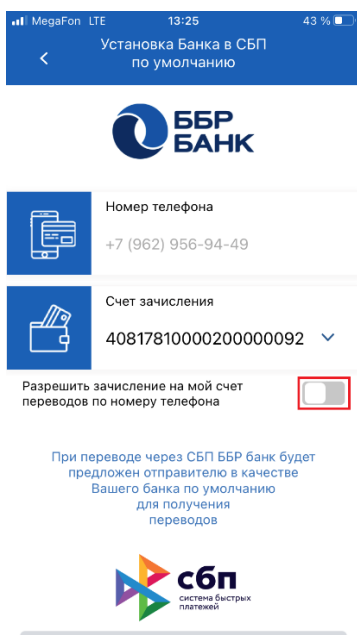 MegaFon LTE 13:25 43 %
Установка Банка в СБП
по умолчанию
ББР
БАНК
Номер телефона
+7 (962) 956-94-49
Счет зачисления
40817810000200000092
Разрешить зачисление на мой счет
переводов по номеру телефона
При переводе через СБП ББР банк будет
предложен отправителю в качестве
Вашего банка по умолчанию
для получения
переводов
сбп
система быстрых
платежей